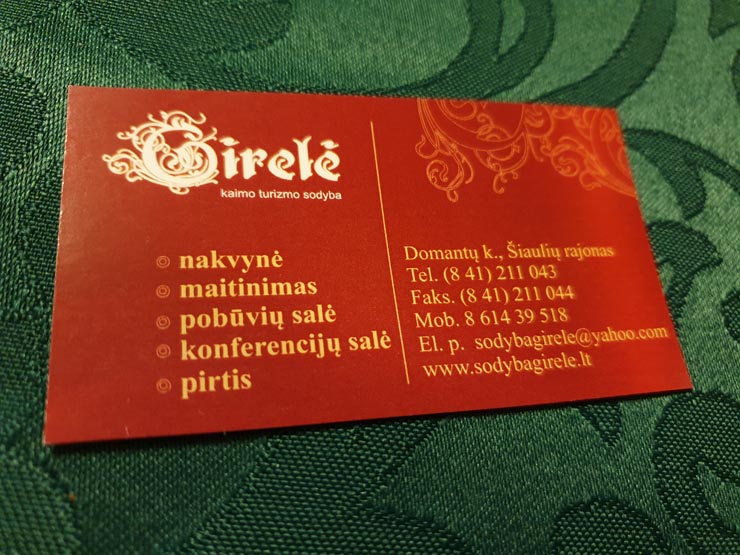 Girelė
kaimo turizmo sodyba
nakvynė
maitinimas
pobūvių salė
konferencijų salė
pirtis
Domantų k., Šiaulių rajonas
Tel. (8 41) 211 043
Faks. (8 41) 211 044
Mob. 8 614 39 518
El. p. sodybagirele@yahoo.com
www.sodybagirele.lt